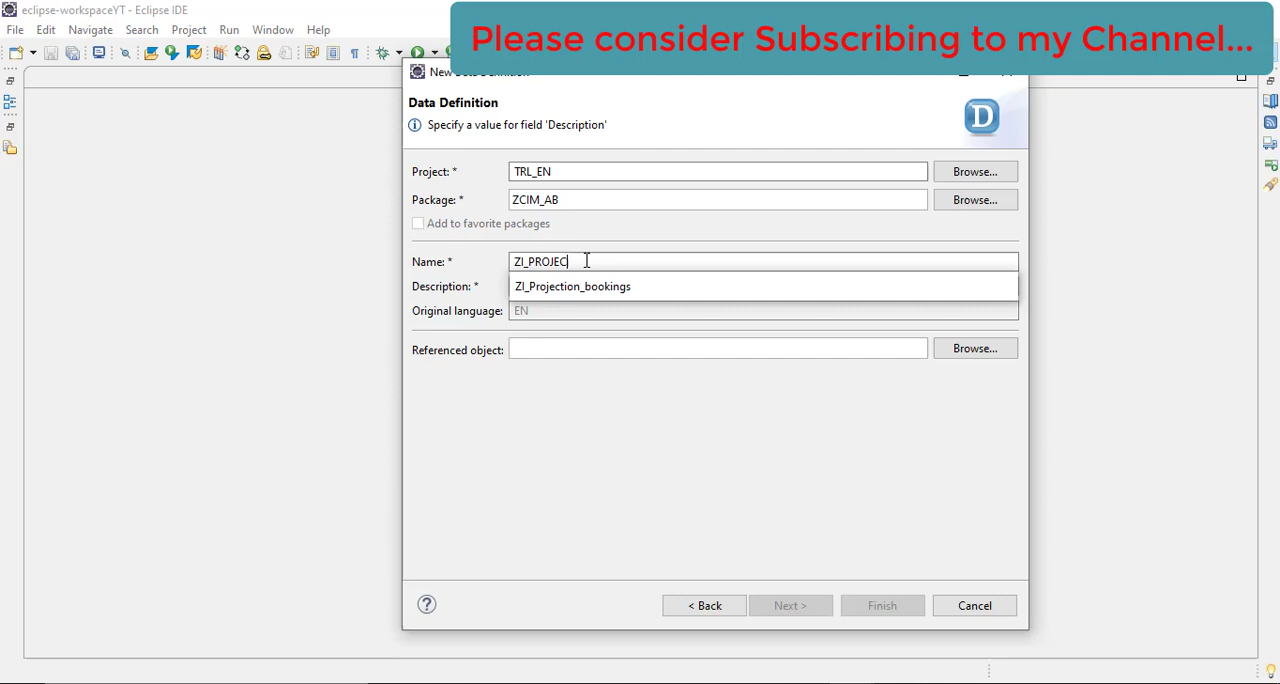 eclipse-workspaceYT - Eclipse IDE
File Edit Navigate Search Project Run Window Help
Please consider Subscribing to my Channel...
Data Definition
Specify a value for field 'Description'
D
Project: * TRL_EN Browse...
Package: * ZCIM_AB Browse...
Add to favorite packages
Name: * ZI_PROJEC
Description: * ZI_Projection_bookings
Original language: EN
Referenced object: Browse...
? < Back Next > Finish Cancel